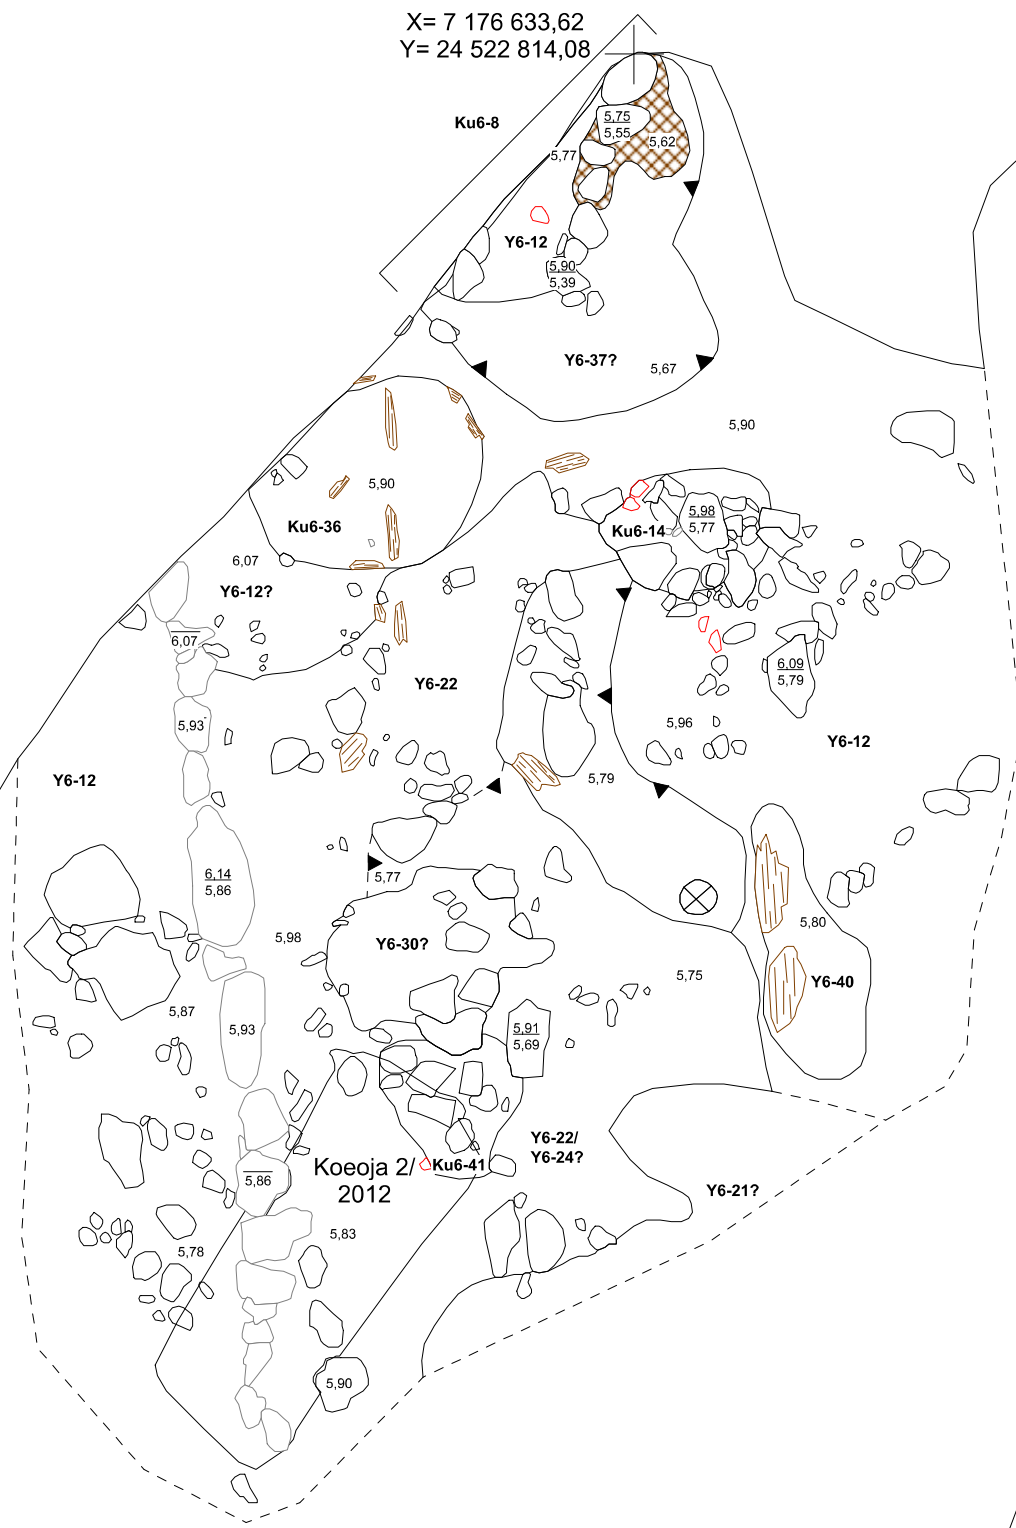 X= 7 176 633,62
Y= 24 522 814,08
Ku6-8
5,75
5,55
5,62
5,77
Y6-12
5,90
5,39
Y6-37?
5,67
5,90
5,90
Ku6-36
5,98
5,77
Ku6-14
6,07
Y6-12?
6,07
6,09
5,79
Y6-22
5,93
5,96
Y6-12
Y6-12
5,79
6,14
5,86
5,77
5,98
Y6-30?
5,80
5,75
Y6-40
5,87
5,93
5,91
5,69
Y6-22/
Y6-24?
Koeoja 2/
2012
Ku6-41
5,86
Y6-21?
5,83
5,78
5,90